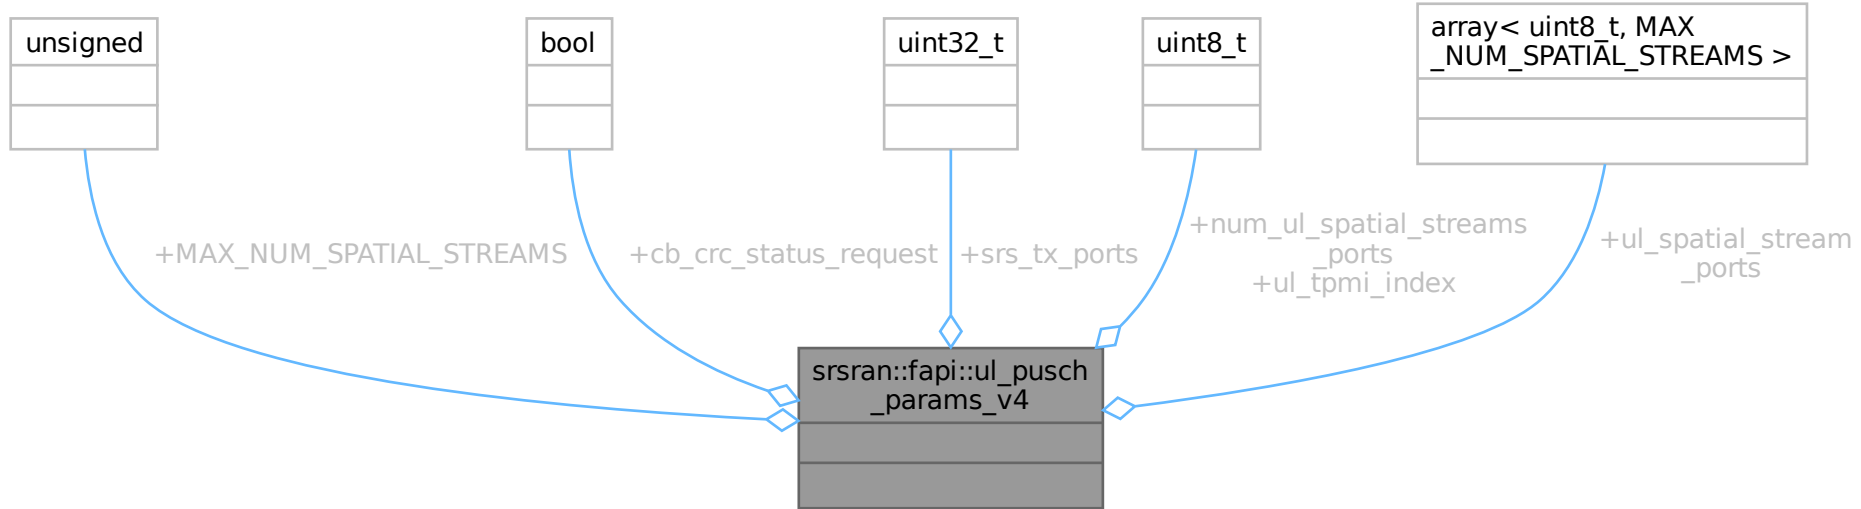 unsigned
bool
uint32_t
uint8_t
array< uint8_t, MAX
_NUM_SPATIAL_STREAMS >
+MAX_NUM_SPATIAL_STREAMS
+cb_crc_status_request
+srs_tx_ports
+num_ul_spatial_streams
_ports
+ul_tpmi_index
+ul_spatial_stream
_ports
srsran::fapi::ul_pusch
_params_v4